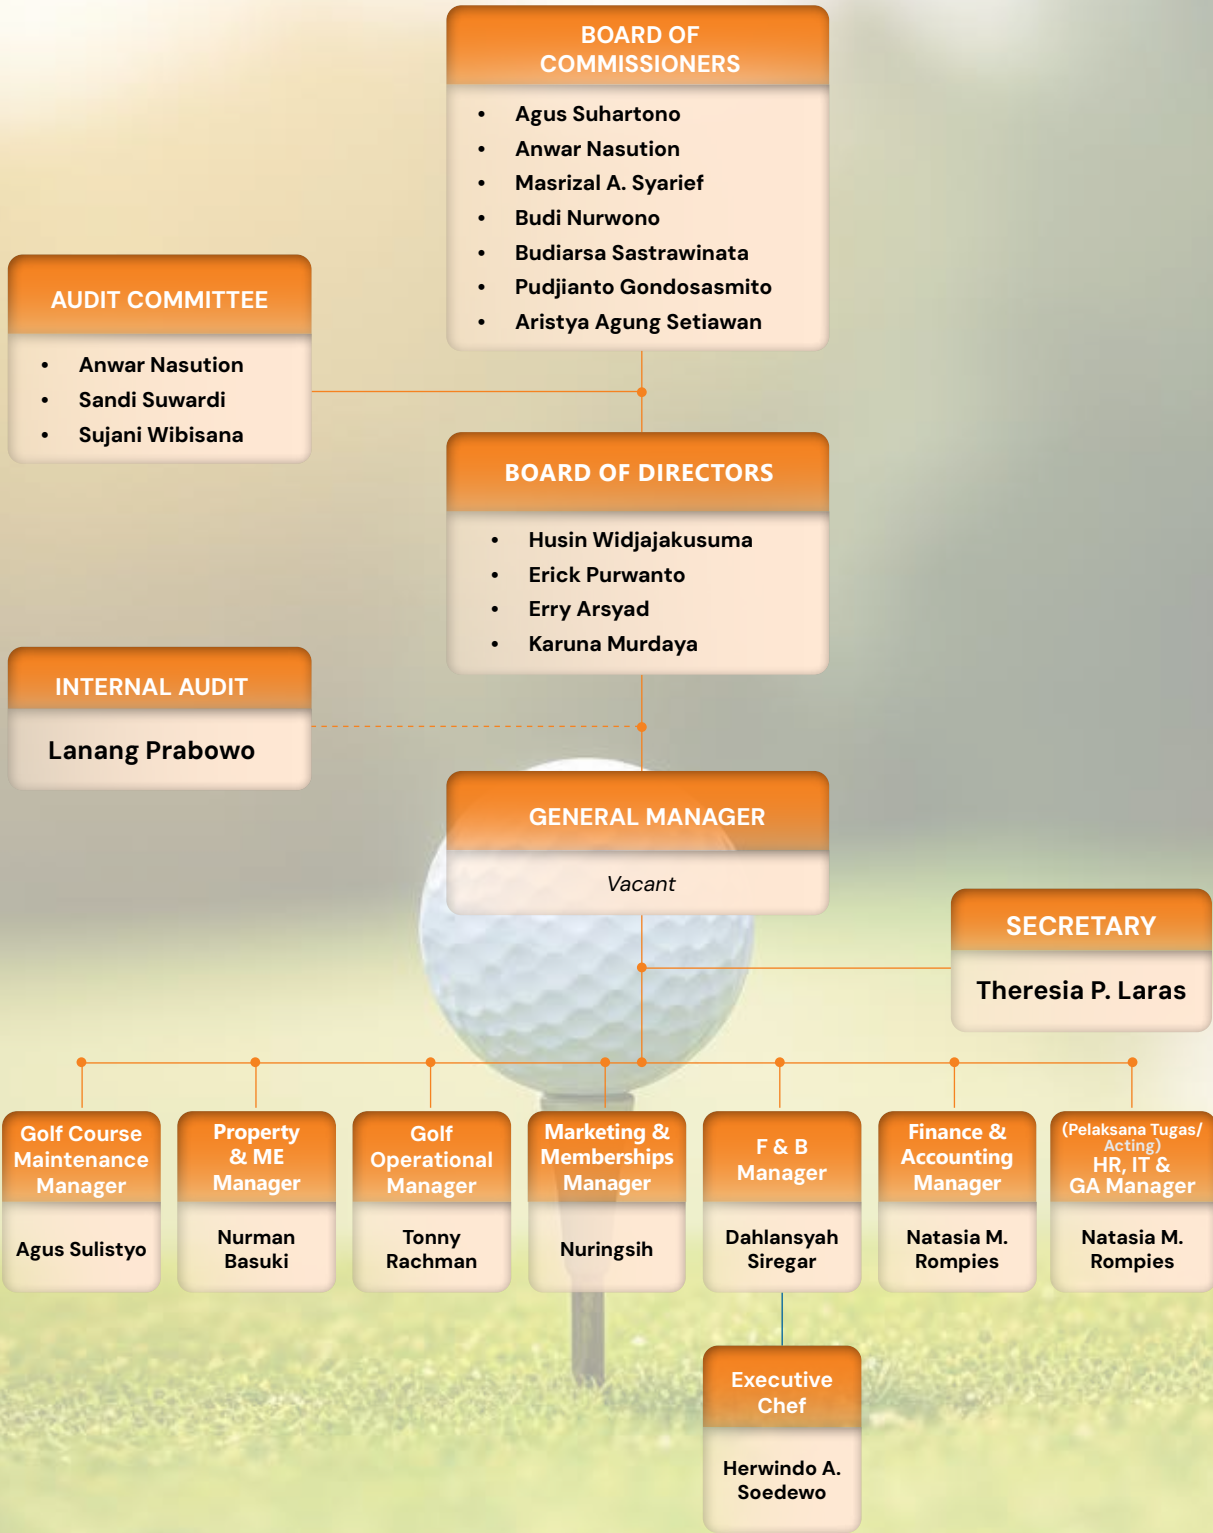 BOARD OF
COMMISSIONERS
• Agus Suhartono
• Anwar Nasution
• Masrizal A. Syarief
• Budi Nurwono
• Budiarsa Sastrawinata
• Pudjianto Gondosasmito
• Aristya Agung Setiawan
AUDIT COMMITTEE
• Anwar Nasution
• Sandi Suwardi
• Sujani Wibisana
BOARD OF DIRECTORS
• Husin Widjajakusuma
• Erick Purwanto
• Erry Arsyad
• Karuna Murdaya
INTERNAL AUDIT
Lanang Prabowo
GENERAL MANAGER
Vacant
SECRETARY
Theresia P. Laras
Golf Course
Maintenance
Manager
Agus Sulistyo
Property
& ME
Manager
Nurman
Basuki
Golf
Operational
Manager
Tonny
Rachman
Marketing &
Memberships
Manager
Nuringsih
F & B
Manager
Dahlansyah
Siregar
Finance &
Accounting
Manager
Natasia M.
Rompies
(Pelaksana Tugas/
Acting)
HR, IT &
GA Manager
Natasia M.
Rompies
Executive
Chef
Herwindo A.
Soedewo